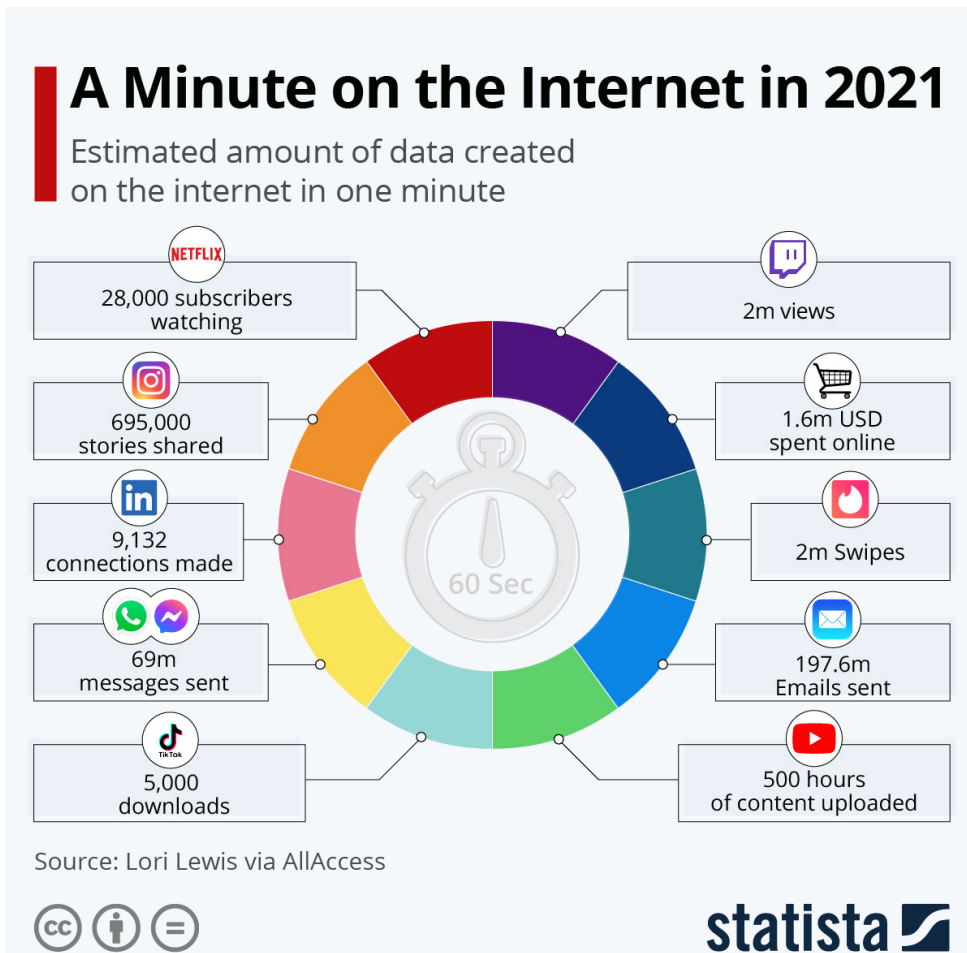 A Minute on the Internet in 2021
Estimated amount of data created
on the internet in one minute
NETFLIX
28,000 subscribers
watching
2m views
695,000
stories shared
1.6m USD
spent online
in
9,132
connections made
2m Swipes
69m
messages sent
197.6m
Emails sent
TikTok
5,000
downloads
500 hours
of content uploaded
60 Sec
Source: Lori Lewis via AllAccess
cc
statista